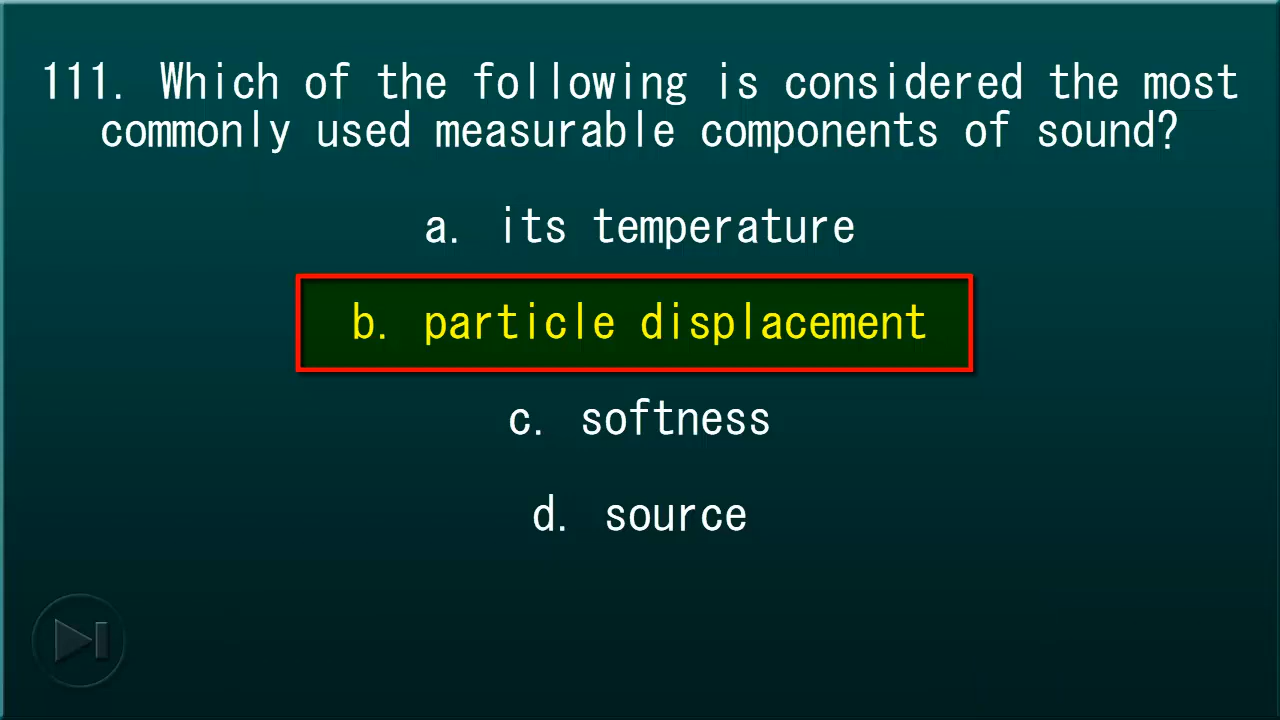 111. Which of the following is considered the most
commonly used measurable components of sound?
a. its temperature
b. particle displacement
c. softness
d. source